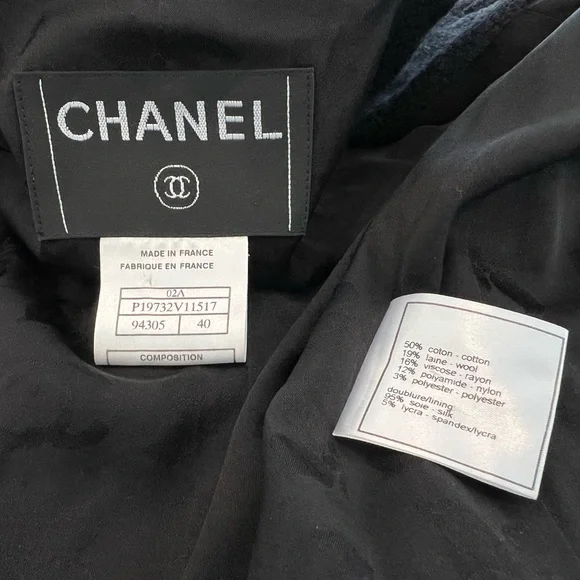 CHANEL
MADE IN FRANCE
FABRIQUE EN FRANCE
02A
P19732V11517
94305 40
COMPOSITION
50% coton - cotton
19% laine - wool
16% viscose - rayon
12% polyamide - nylon
3% polyester - polyester
doublure/lining
95% soie - silk
5% lycra - spandex/lycra